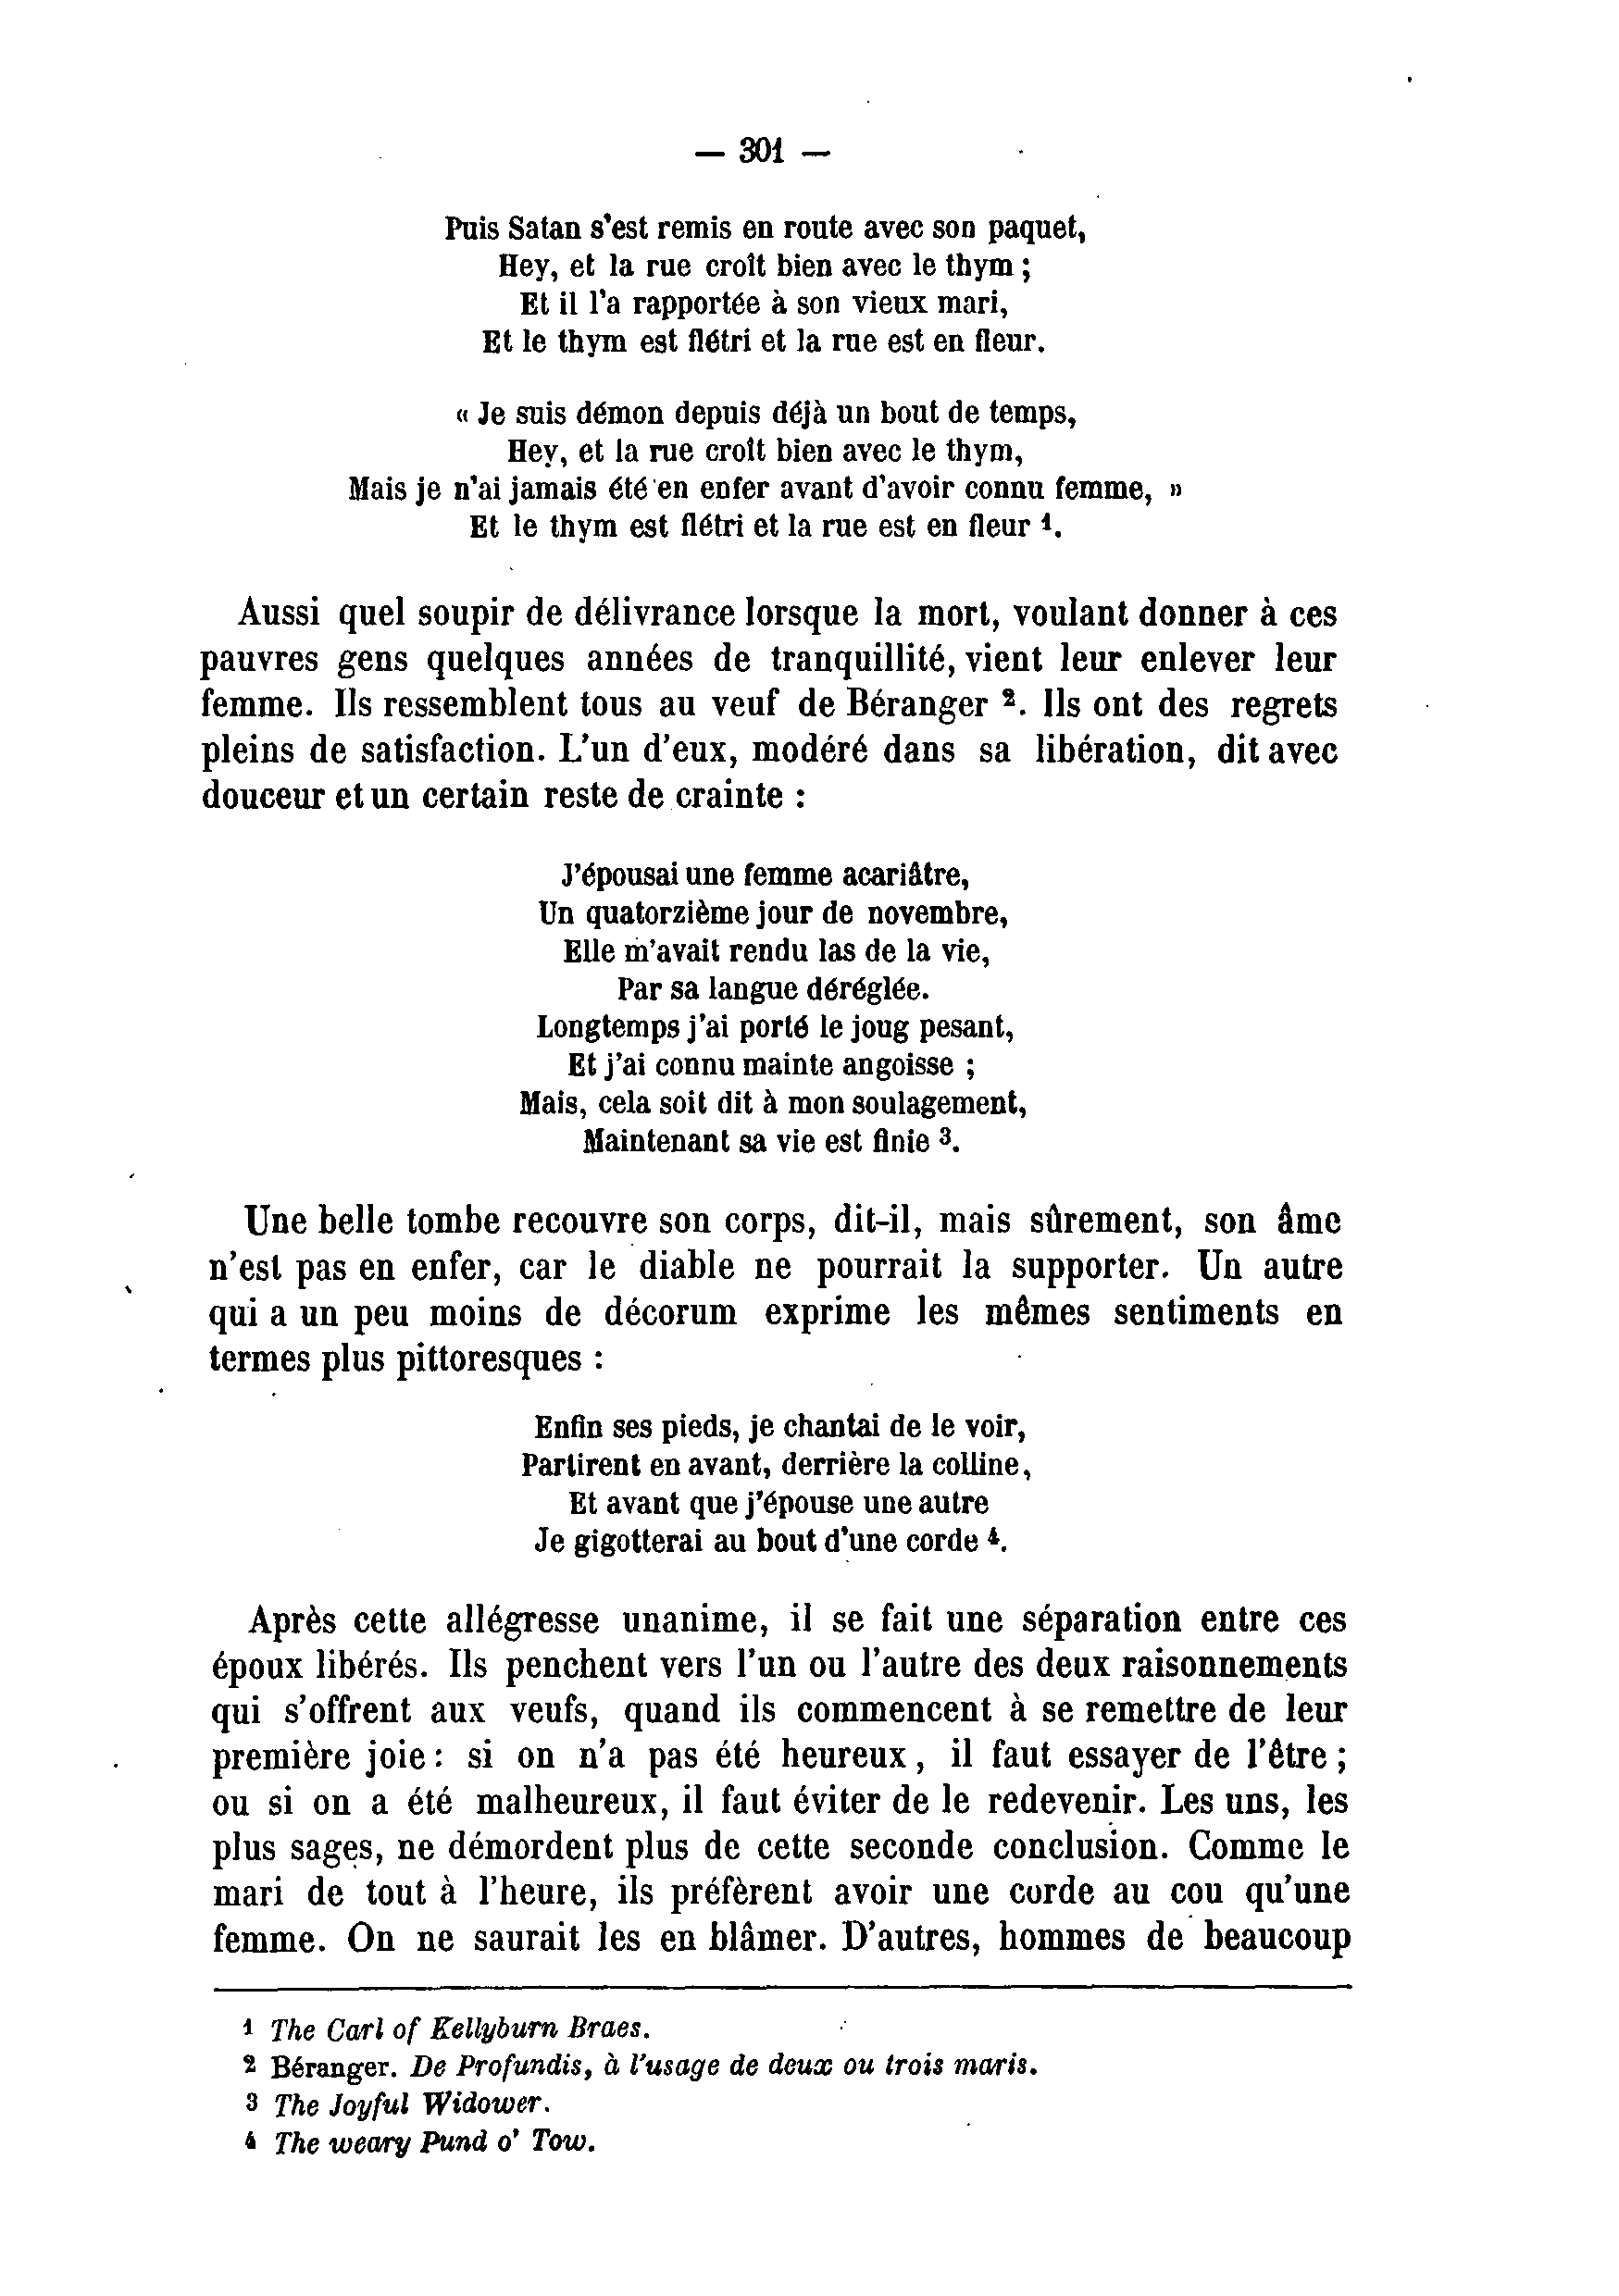 — 301 —
Puis Satan s'est remis en route avec son paquet,
Hey, et la rue croît bien avec le thym ;
Et il l'a rapportée à son vieux mari,
Et le thym est flétri et la rue est en fleur.
« Je suis démon depuis déjà un bout de temps,
Hey, et la rue croît bien avec le thym,
Mais je n'ai jamais été en enfer avant d'avoir connu femme, »
Et le thym est flétri et la rue est en fleur 1.
Aussi quel soupir de délivrance lorsque la mort, voulant donner à ces
pauvres gens quelques années de tranquillité, vient leur enlever leur
femme. Ils ressemblent tous au veuf de Béranger 2. Ils ont des regrets
pleins de satisfaction. L'un d'eux, modéré dans sa libération, dit avec
douceur et un certain reste de crainte :
J'épousai une femme acariâtre,
Un quatorzième jour de novembre,
Elle m'avait rendu las de la vie,
Par sa langue déréglée.
Longtemps j'ai porté le joug pesant,
Et j'ai connu mainte angoisse ;
Mais, cela soit dit à mon soulagement,
Maintenant sa vie est finie 3.
Une belle tombe recouvre son corps, dit-il, mais sûrement, son âme
n'est pas en enfer, car le diable ne pourrait la supporter. Un autre
qui a un peu moins de décorum exprime les mêmes sentiments en
termes plus pittoresques :
Enfin ses pieds, je chantai de le voir,
Partirent en avant, derrière la colline,
Et avant que j'épouse une autre
Je gigotterai au bout d'une corde 4.
Après cette allégresse unanime, il se fait une séparation entre ces
époux libérés. Ils penchent vers l'un ou l'autre des deux raisonnements
qui s'offrent aux veufs, quand ils commencent à se remettre de leur
première joie : si on n'a pas été heureux, il faut essayer de l'être ;
ou si on a été malheureux, il faut éviter de le redevenir. Les uns, les
plus sages, ne démordent plus de cette seconde conclusion. Comme le
mari de tout à l'heure, ils préfèrent avoir une corde au cou qu'une
femme. On ne saurait les en blâmer. D'autres, hommes de beaucoup
1 The Carl of Kellyburn Braes.
2 Béranger. De Profundis, à l'usage de deux ou trois maris.
3 The Joyful Widower.
4 The weary Pund o' Tow.